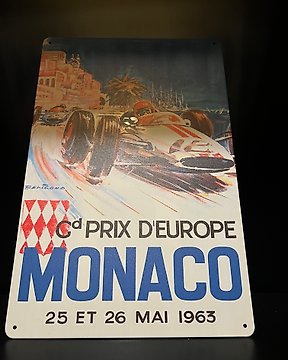 Gd PRIX D'EUROPE
MONACO
25 ET 26 MAI 1963